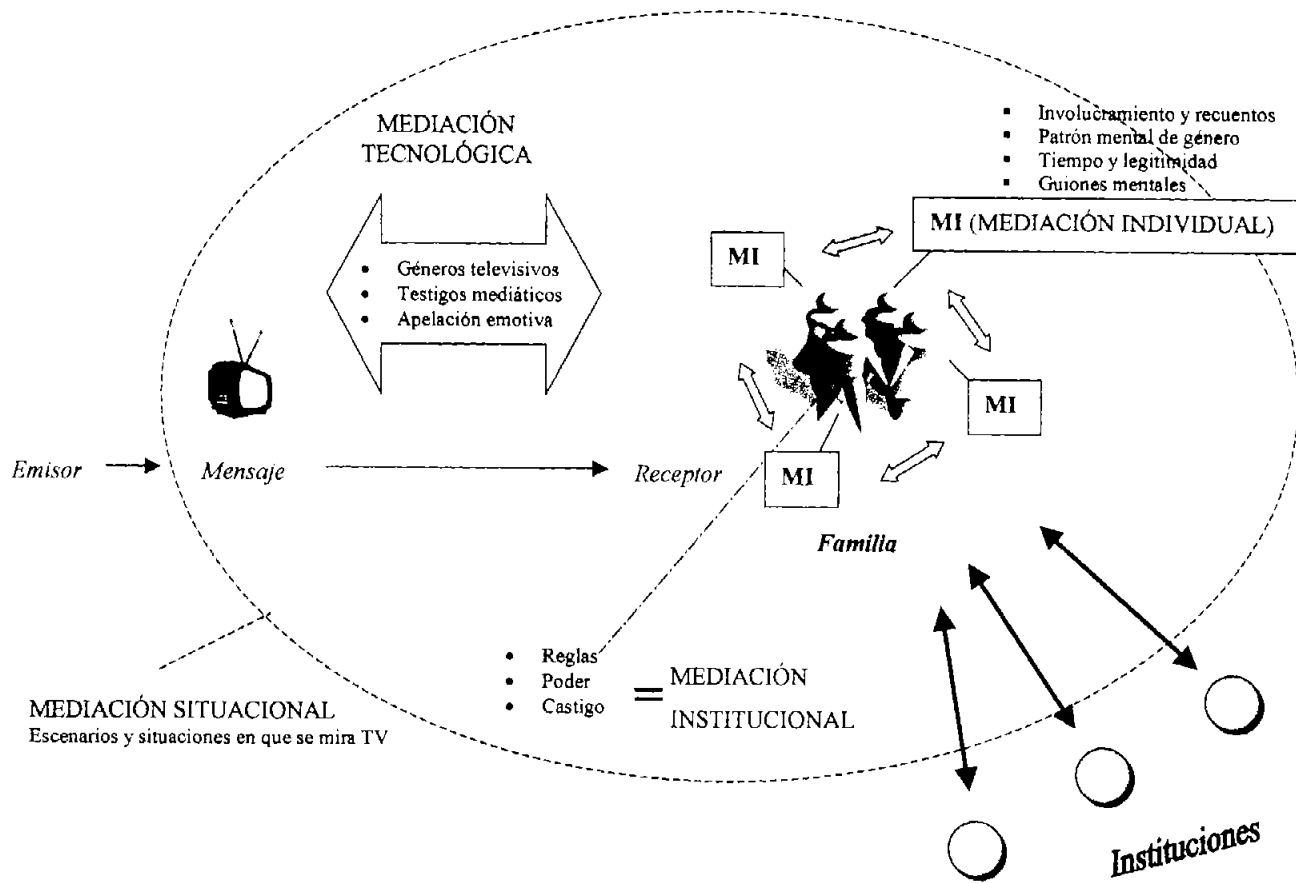 MEDIACIÓN
TECNOLÓGICA
• Géneros televisivos
• Testigos mediáticos
• Apelación emotiva
▪ Involucramiento y recuentos
▪ Patrón mental de género
▪ Tiempo y legitimidad
▪ Guiones mentales
MI (MEDIACIÓN INDIVIDUAL)
MI
MI
MI
Emisor
Mensaje
Receptor
Familia
• Reglas
• Poder
• Castigo
= MEDIACIÓN
INSTITUCIONAL
MEDIACIÓN SITUACIONAL
Escenarios y situaciones en que se mira TV
Instituciones